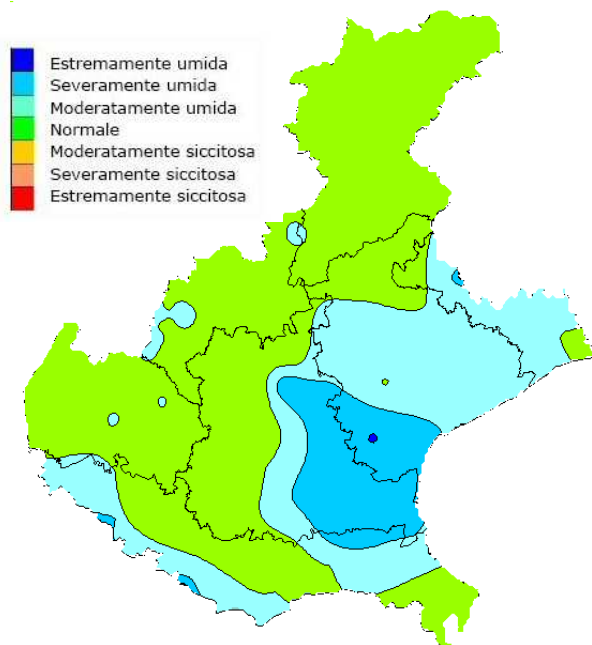 Estremamente umida
Severamente umida
Moderatamente umida
Normale
Moderatamente siccitosa
Severamente siccitosa
Estremamente siccitosa